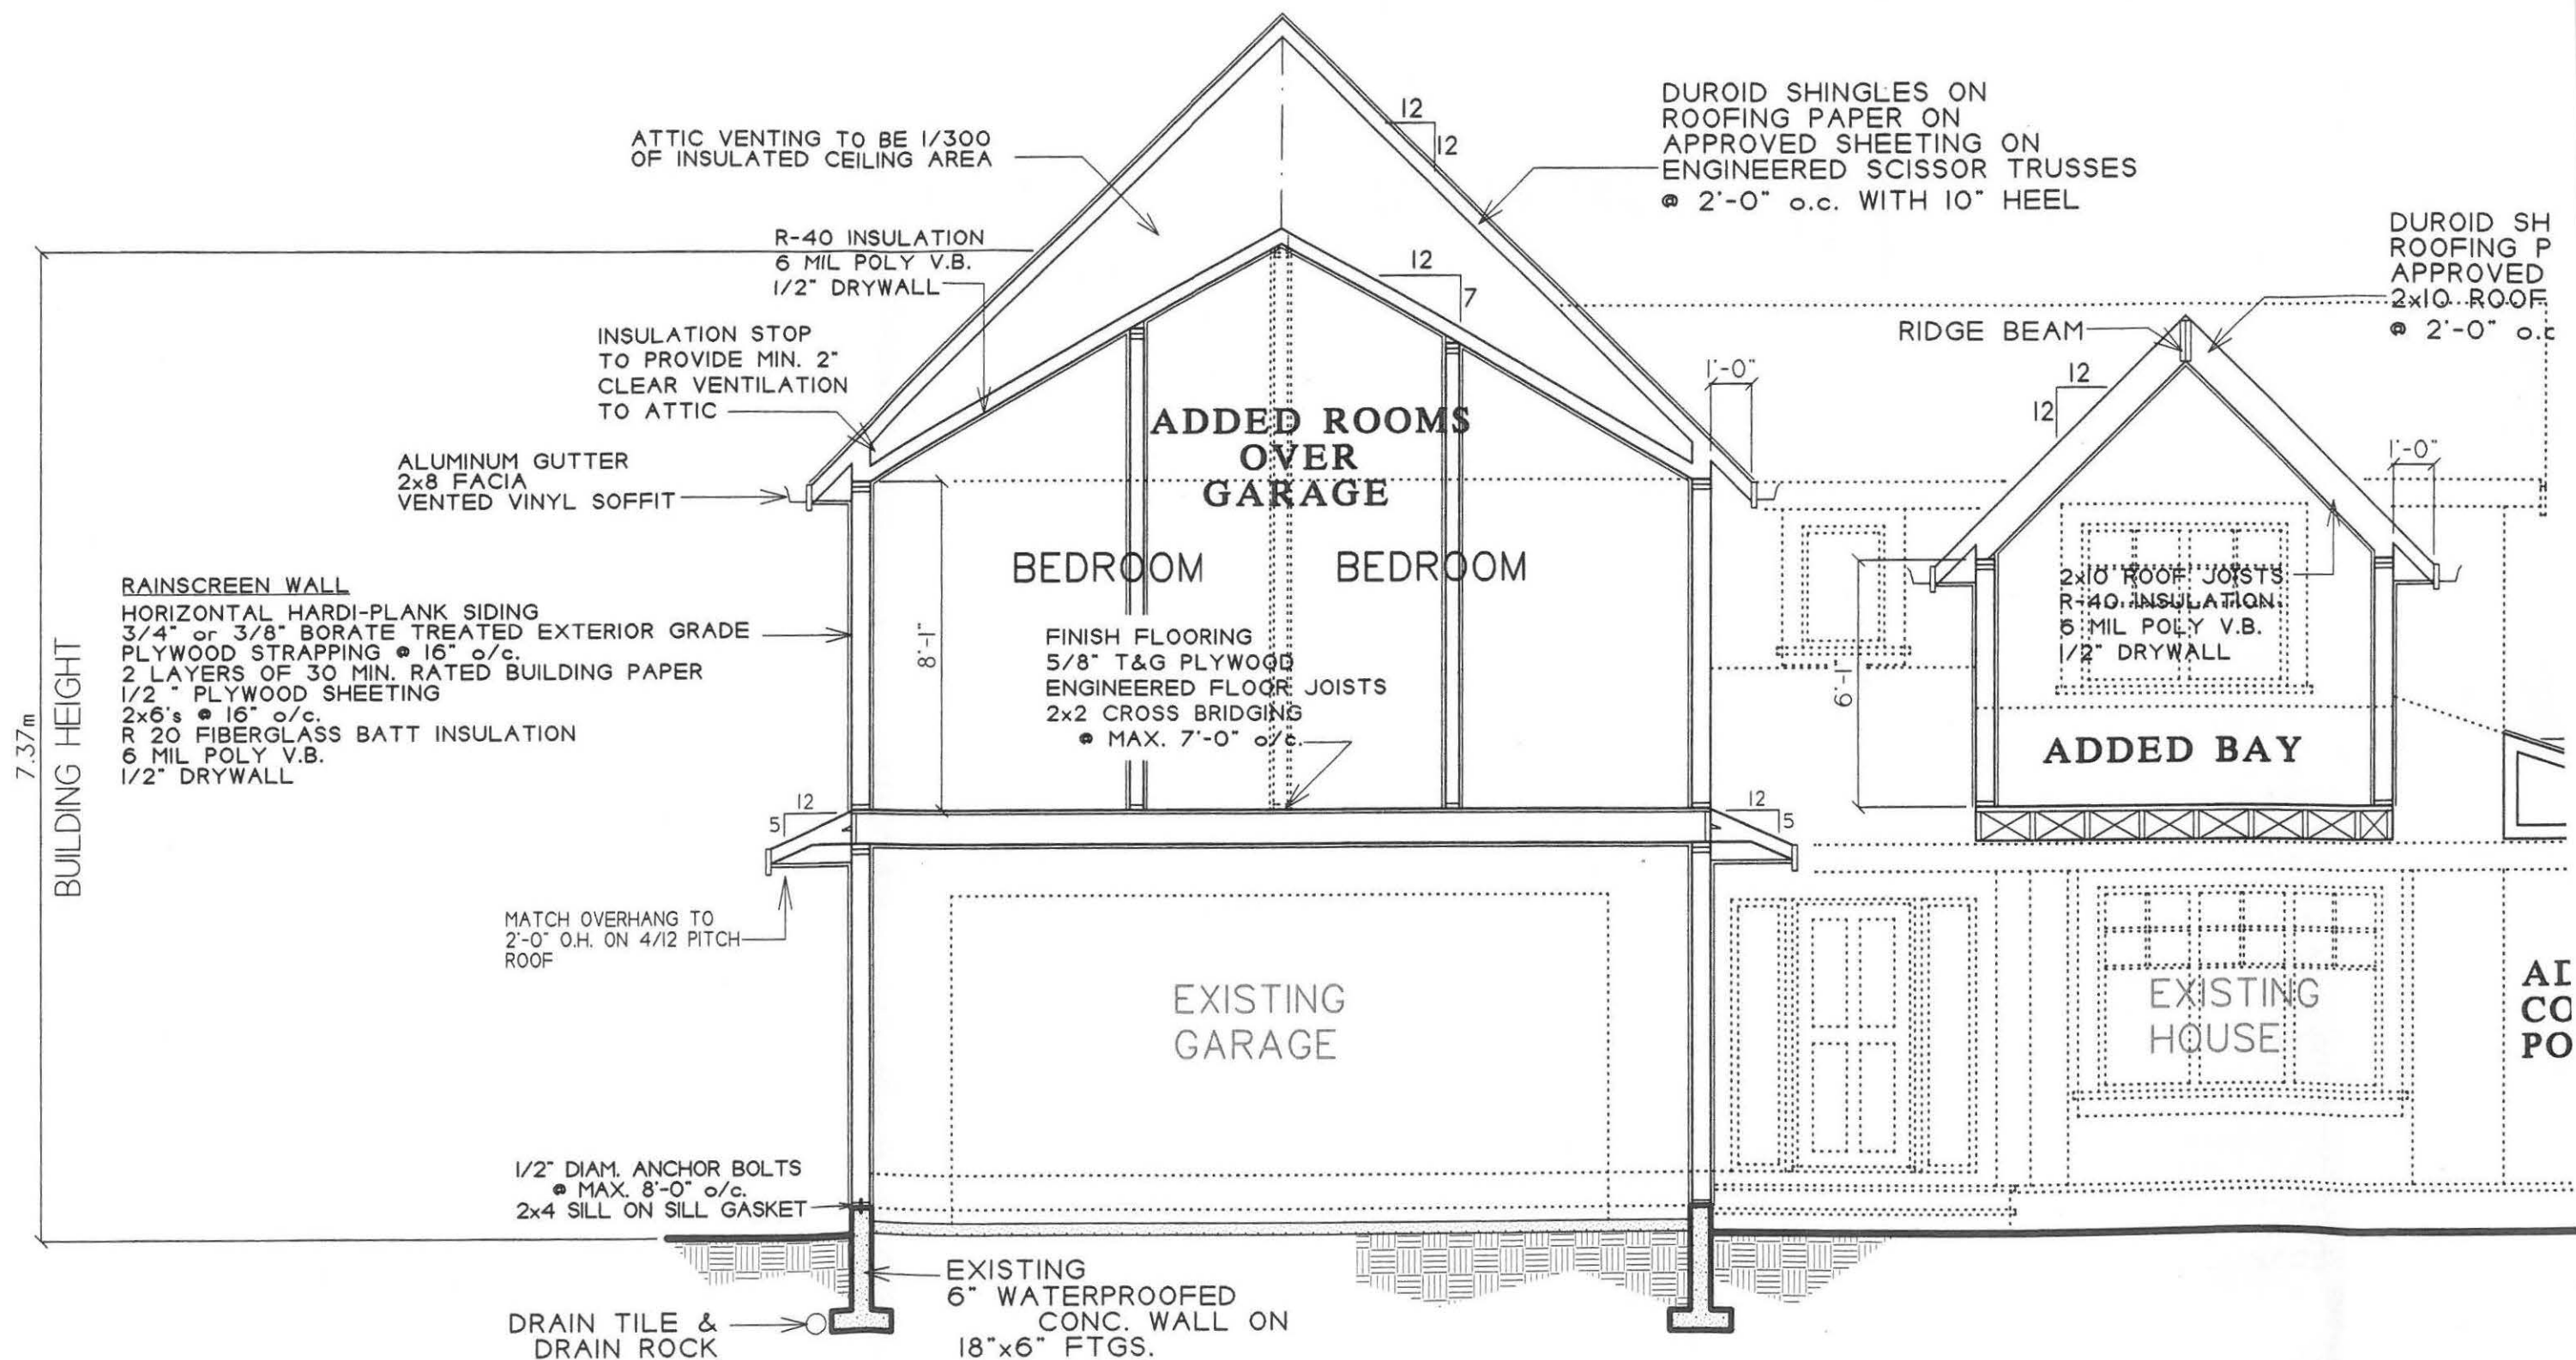 DUROID SHINGLES ON
ROOFING PAPER ON
APPROVED SHEETING ON
ENGINEERED SCISSOR TRUSSES
@ 2'-0" o.c. WITH 10" HEEL
12
12
ATTIC VENTING TO BE 1/300
OF INSULATED CEILING AREA
R-40 INSULATION
6 MIL POLY V.B.
1/2" DRYWALL
12
7
DUROID SH
ROOFING P
APPROVED
2x10 ROOF
@ 2'-0" o.c
RIDGE BEAM
INSULATION STOP
TO PROVIDE MIN. 2"
CLEAR VENTILATION
TO ATTIC
1'-0"
12
12
1'-0"
ADDED ROOMS
OVER
GARAGE
ALUMINUM GUTTER
2x8 FACIA
VENTED VINYL SOFFIT
BEDROOM
BEDROOM
RAINSCREEN WALL
HORIZONTAL HARDI-PLANK SIDING
3/4" or 3/8" BORATE TREATED EXTERIOR GRADE
PLYWOOD STRAPPING @ 16" o/c.
2 LAYERS OF 30 MIN. RATED BUILDING PAPER
1/2 " PLYWOOD SHEETING
2x6's @ 16" o/c.
R 20 FIBERGLASS BATT INSULATION
6 MIL POLY V.B.
1/2" DRYWALL
8'-1"
FINISH FLOORING
5/8" T&G PLYWOOD
ENGINEERED FLOOR JOISTS
2x2 CROSS BRIDGING
@ MAX. 7'-0" o/c.
2x10 ROOF JOISTS
R-40 INSULATION
6 MIL POLY V.B.
1/2" DRYWALL
6'-1"
ADDED BAY
7.37m
BUILDING HEIGHT
12
5
12
5
MATCH OVERHANG TO
2'-0" O.H. ON 4/12 PITCH
ROOF
EXISTING
GARAGE
EXISTING
HOUSE
AD
CO
PO
1/2" DIAM. ANCHOR BOLTS
@ MAX. 8'-0" o/c.
2x4 SILL ON SILL GASKET
EXISTING
6" WATERPROOFED
CONC. WALL ON
18"x6" FTGS.
DRAIN TILE &
DRAIN ROCK